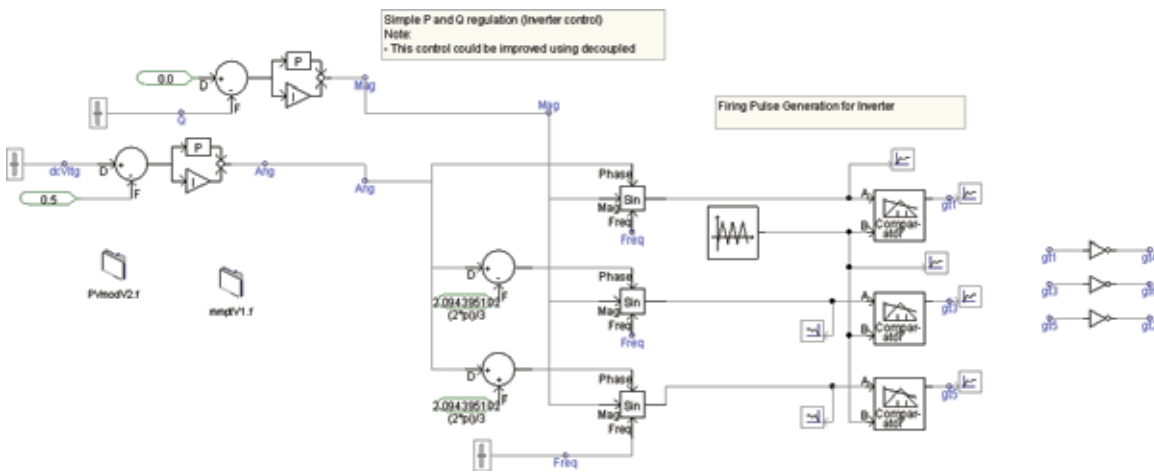 Simple P and Q regulation (Inverter control)
Note:
- This control could be improved using decoupled
0.0
D
F
P
I
Mag
Mag
Q
Firing Pulse Generation for Inverter
dcVltg
D
F
P
I
Ang
Ang
0.5
Phase
Mag
Sin
Freq
Freq
A
B
Compar-
ator
gt1
D
F
2.094395102
(2*pi)/3
Phase
Mag
Sin
Freq
Freq
A
B
Compar-
ator
gt3
PVmodV2.f
mmptV1.f
gt1
gt3
gt5
D
F
2.094395102
(2*pi)/3
Phase
Mag
Sin
Freq
Freq
A
B
Compar-
ator
gt5